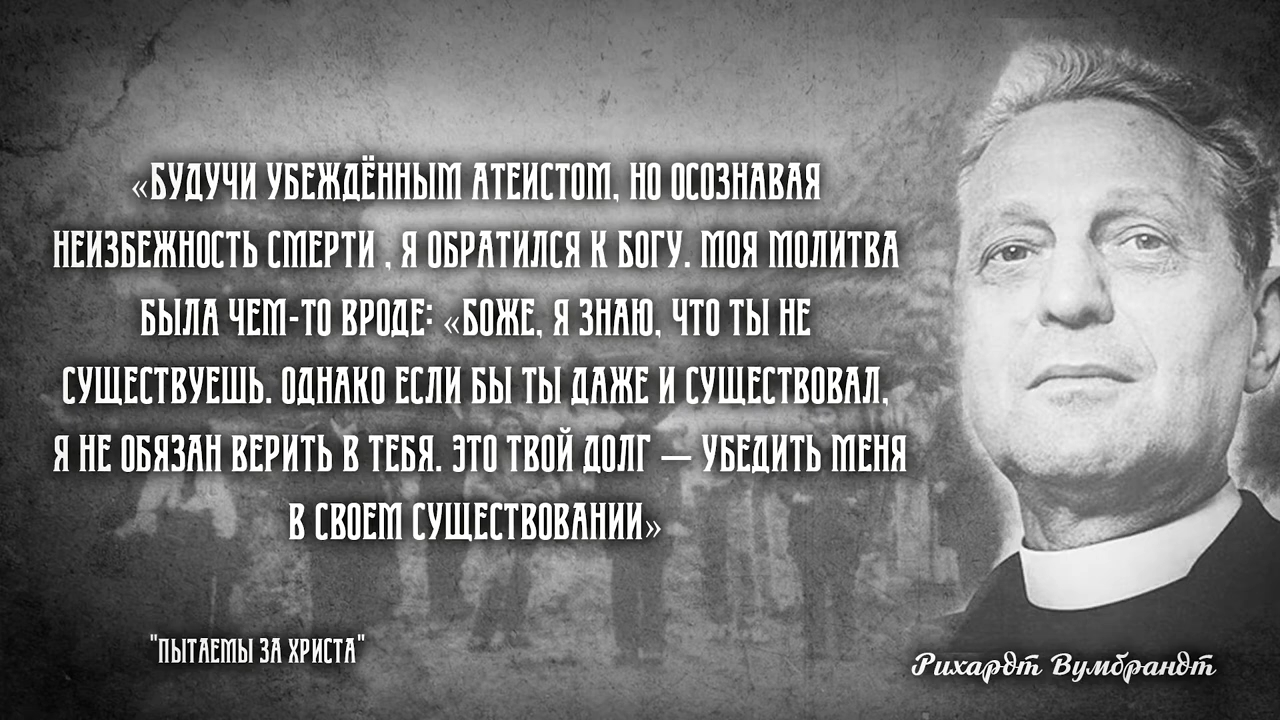 «БУДУЧИ УБЕЖДЁННЫМ АТЕИСТОМ, НО ОСОЗНАВАЯ
НЕИЗБЕЖНОСТЬ СМЕРТИ , Я ОБРАТИЛСЯ К БОГУ. МОЯ МОЛИТВА
БЫЛА ЧЕМ-ТО ВРОДЕ: «БОЖЕ, Я ЗНАЮ, ЧТО ТЫ НЕ
СУЩЕСТВУЕШЬ. ОДНАКО ЕСЛИ БЫ ТЫ ДАЖЕ И СУЩЕСТВОВАЛ,
Я НЕ ОБЯЗАН ВЕРИТЬ В ТЕБЯ. ЭТО ТВОЙ ДОЛГ — УБЕДИТЬ МЕНЯ
В СВОЕМ СУЩЕСТВОВАНИИ»
"ПЫТАЕМЫ ЗА ХРИСТА"
Рихардт Вумбрандт